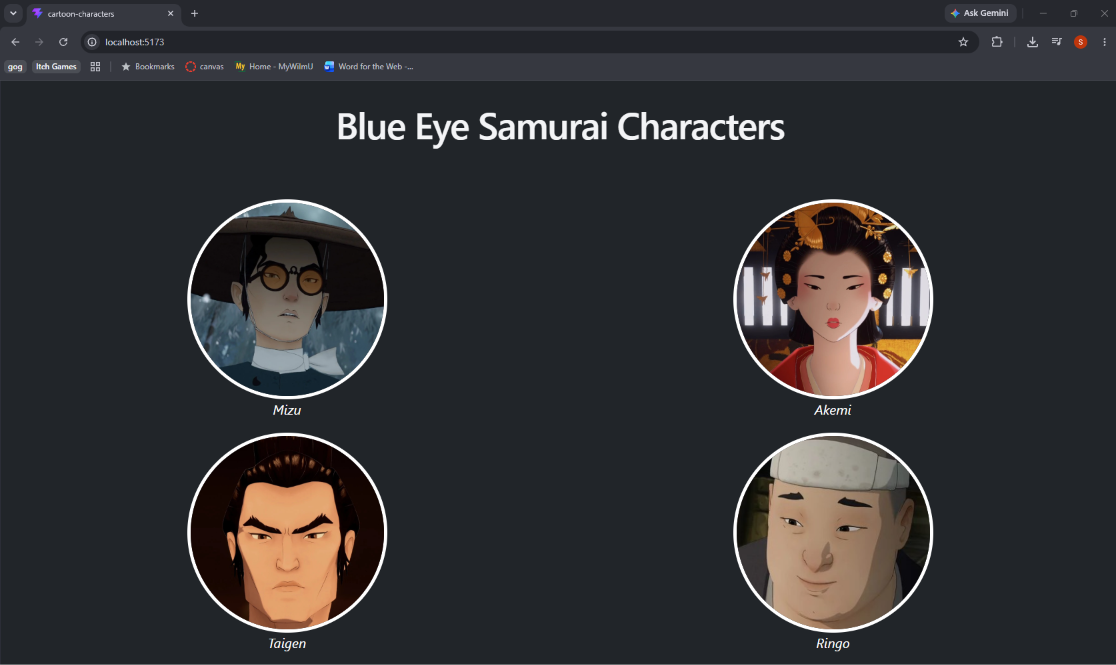 cartoon-characters
Ask Gemini
localhost:5173
S
gog
Itch Games
Bookmarks
canvas
My Home - MyWilmU
Word for the Web -...
Blue Eye Samurai Characters
Mizu
Akemi
Taigen
Ringo